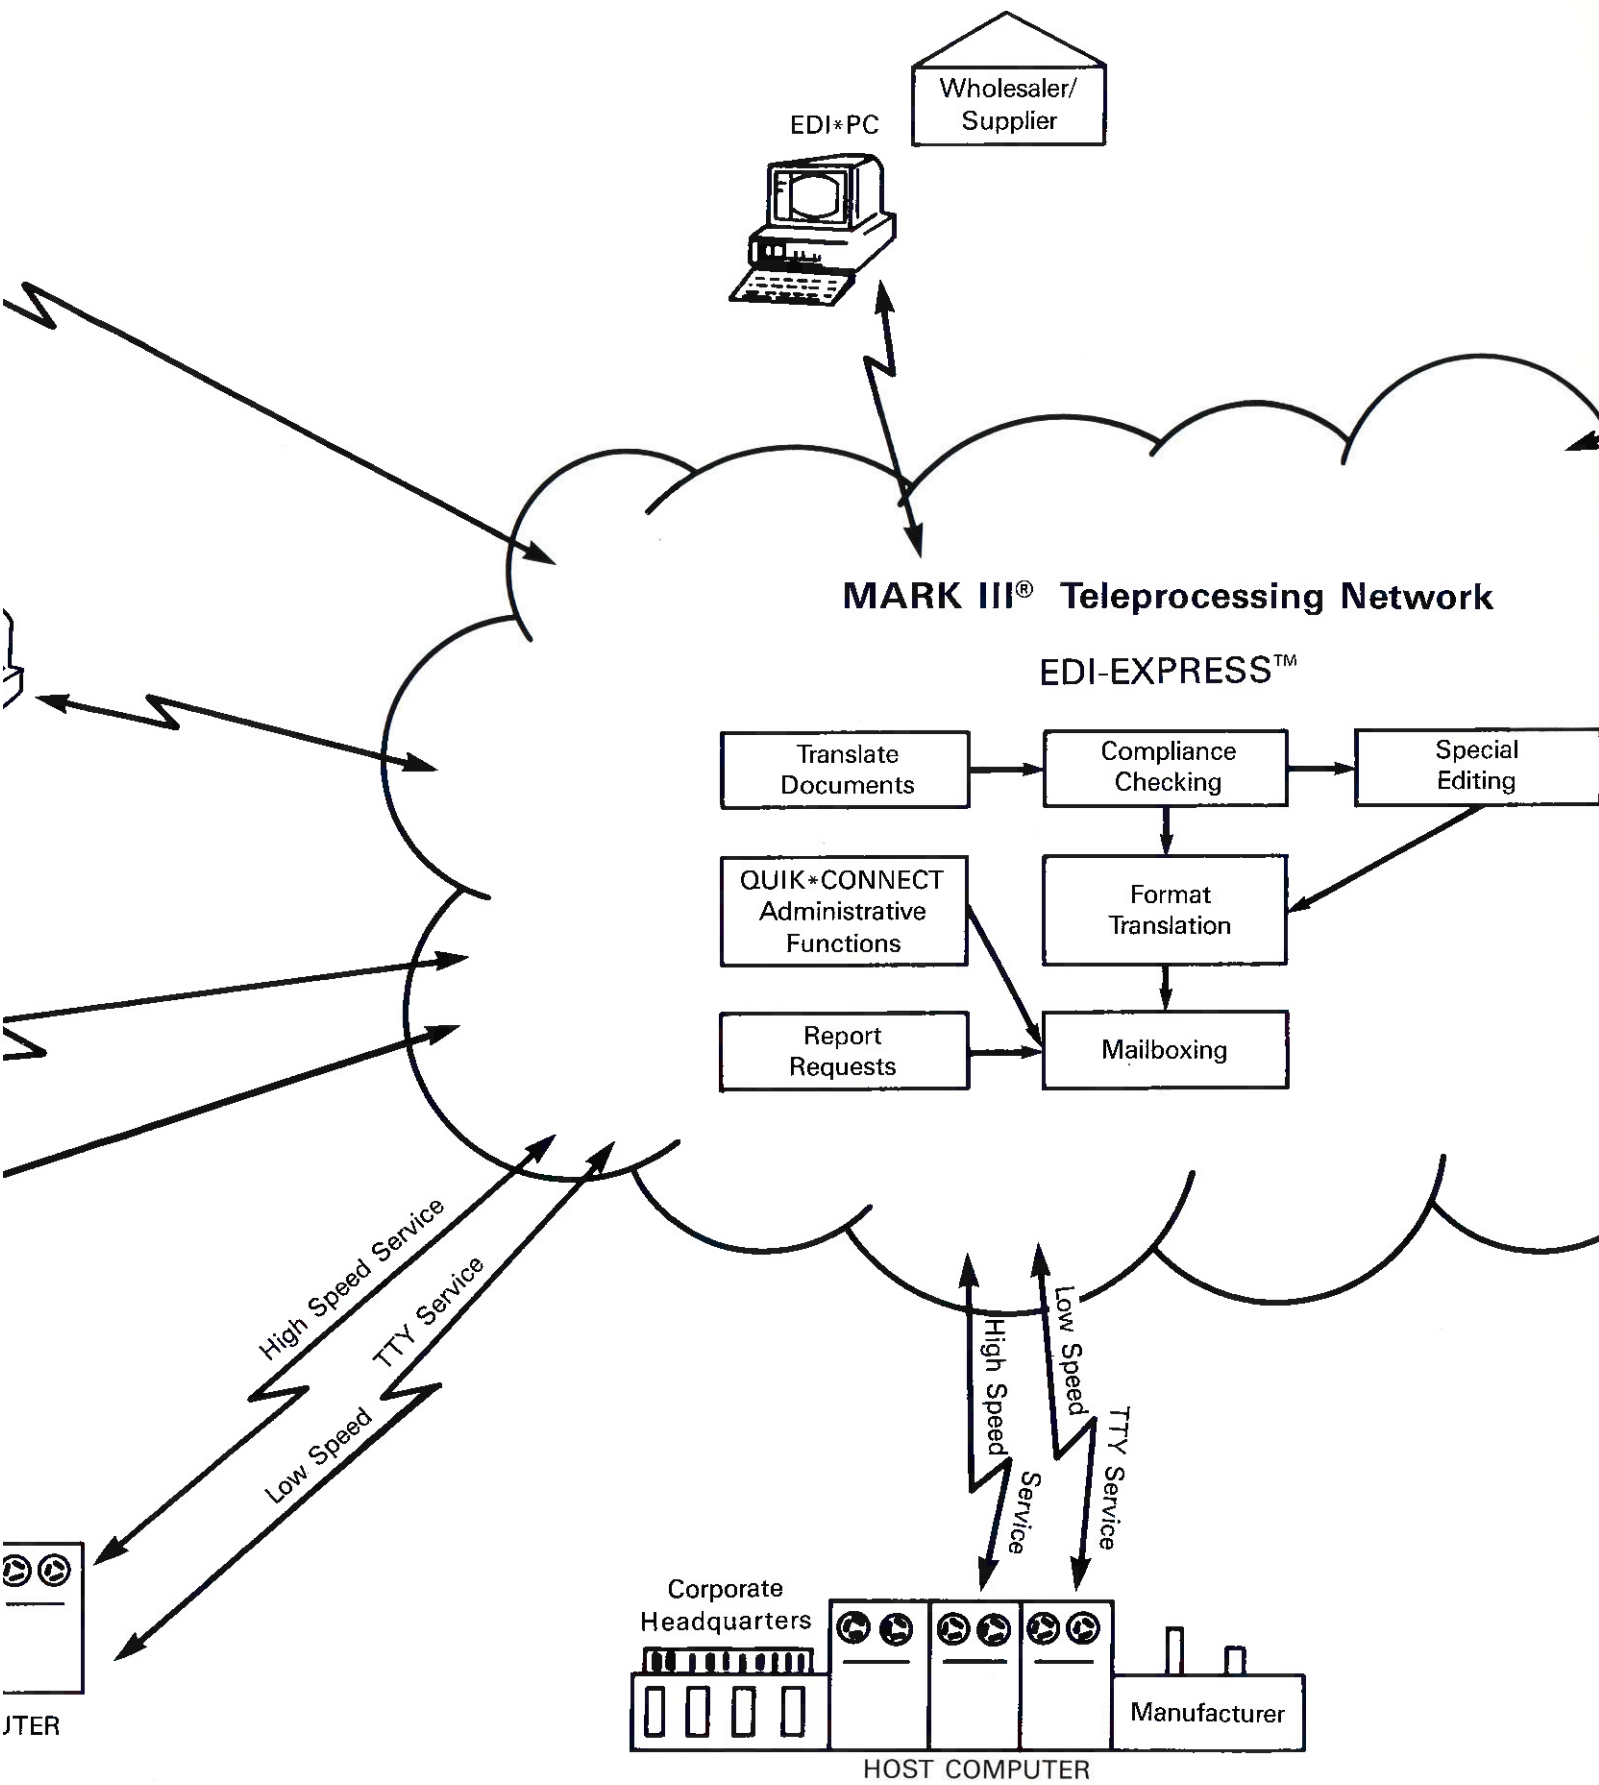 Wholesaler/
Supplier
EDI*PC
MARK III® Teleprocessing Network
EDI-EXPRESS™
Translate
Documents
Compliance
Checking
Special
Editing
QUIK*CONNECT
Administrative
Functions
Format
Translation
Report
Requests
Mailboxing
High Speed Service
TTY Service
Low Speed
High Speed
Service
Low Speed
TTY Service
Corporate
Headquarters
Manufacturer
HOST COMPUTER
UTER